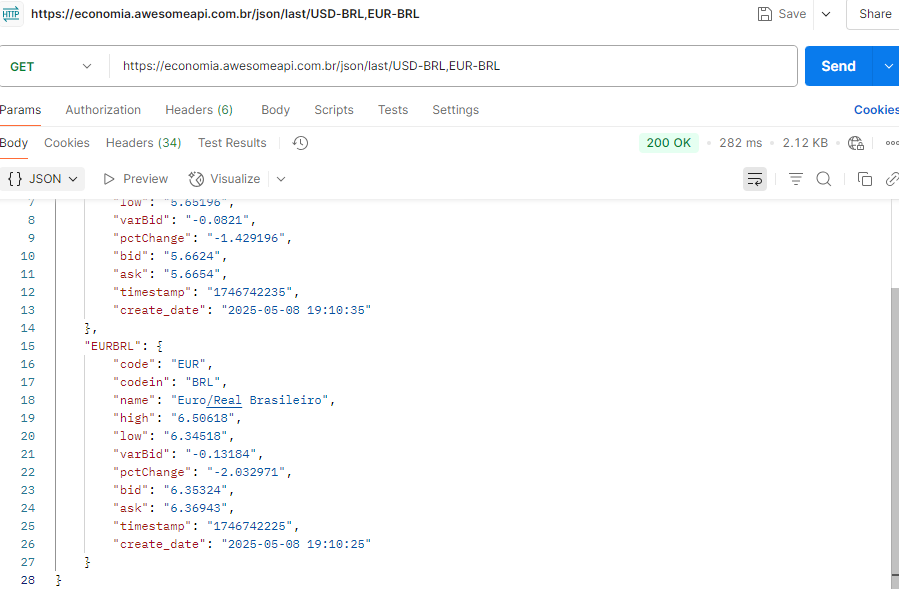 HTTP https://economia.awesomeapi.com.br/json/last/USD-BRL,EUR-BRL Save Share
GET https://economia.awesomeapi.com.br/json/last/USD-BRL,EUR-BRL Send
Params Authorization Headers (6) Body Scripts Tests Settings Cookies
Body Cookies Headers (34) Test Results 200 OK • 282 ms • 2.12 KB •
{} JSON Preview Visualize
7 "low": "5.65196",
8 "varBid": "-0.0821",
9 "pctChange": "-1.429196",
10 "bid": "5.6624",
11 "ask": "5.6654",
12 "timestamp": "1746742235",
13 "create_date": "2025-05-08 19:10:35"
14 },
15 "EURBRL": {
16 "code": "EUR",
17 "codein": "BRL",
18 "name": "Euro/Real Brasileiro",
19 "high": "6.50618",
20 "low": "6.34518",
21 "varBid": "-0.13184",
22 "pctChange": "-2.032971",
23 "bid": "6.35324",
24 "ask": "6.36943",
25 "timestamp": "1746742225",
26 "create_date": "2025-05-08 19:10:25"
27 }
28 }